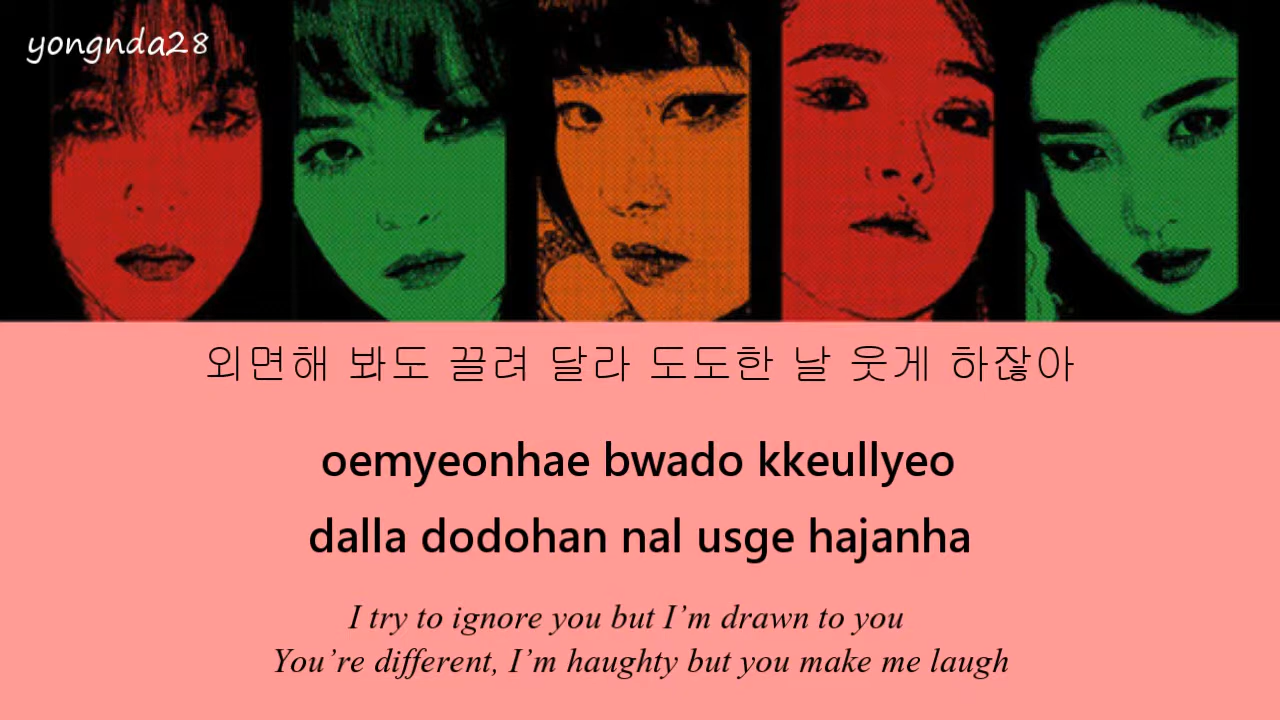 yongnda28
외면해 봐도 끌려 달라 도도한 날 웃게 하잖아
oemyeonhae bwado kkeullyeo
dalla dodohan nal usge hajanha
I try to ignore you but I’m drawn to you
You’re different, I’m haughty but you make me laugh